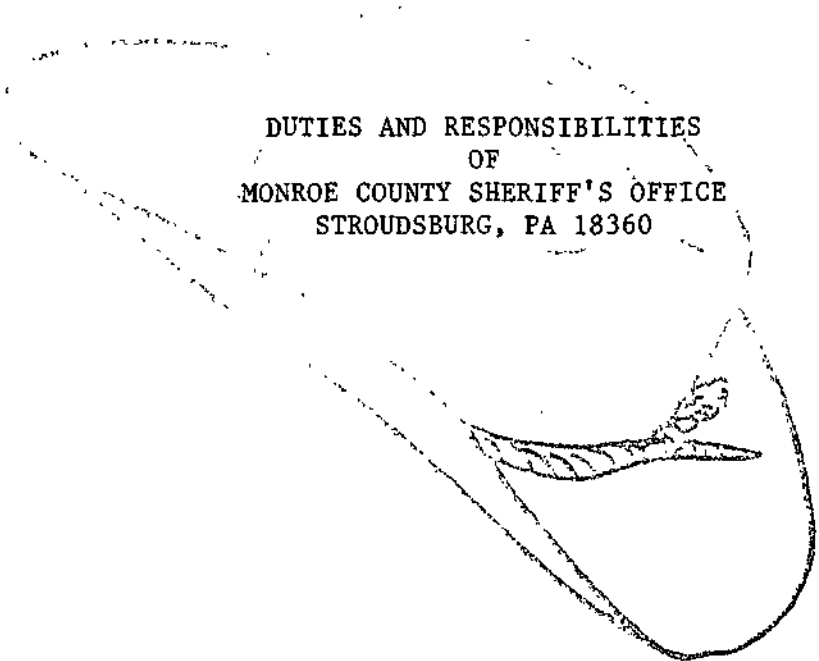 DUTIES AND RESPONSIBILITIES
OF
MONROE COUNTY SHERIFF'S OFFICE
STROUDSBURG, PA 18360